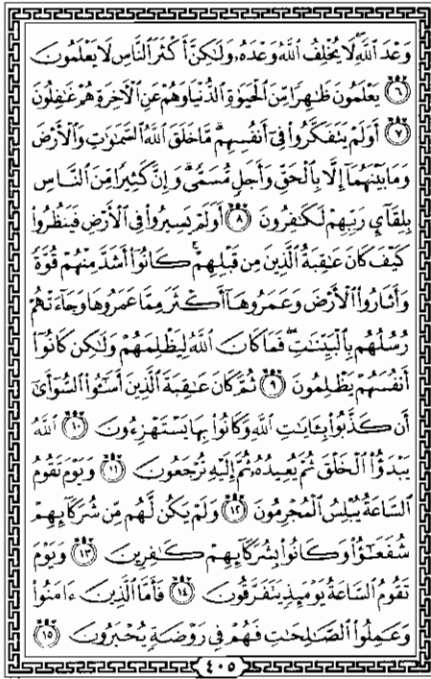 وَعْدَ ٱللَّهِ لَا يُخْلِفُ ٱللَّهُ وَعْدَهُۥ وَلَٰكِنَّ أَكْثَرَ ٱلنَّاسِ لَا يَعْلَمُونَ
٦ يَعْلَمُونَ ظَٰهِرًا مِّنَ ٱلْحَيَوٰةِ ٱلدُّنْيَا وَهُمْ عَنِ ٱلْأٓخِرَةِ هُمْ غَٰفِلُونَ
٧ أَوَلَمْ يَتَفَكَّرُوا۟ فِىٓ أَنفُسِهِم ۗ مَّا خَلَقَ ٱللَّهُ ٱلسَّمَٰوَٰتِ وَٱلْأَرْضَ
وَمَا بَيْنَهُمَآ إِلَّا بِٱلْحَقِّ وَأَجَلٍ مُّسَمًّى ۗ وَإِنَّ كَثِيرًا مِّنَ ٱلنَّاسِ
بِلِقَآئِ رَبِّهِمْ لَكَٰفِرُونَ ٨ أَوَلَمْ يَسِيرُوا۟ فِى ٱلْأَرْضِ فَيَنظُرُوا۟
كَيْفَ كَانَ عَٰقِبَةُ ٱلَّذِينَ مِن قَبْلِهِمْ ۚ كَانُوٓا۟ أَشَدَّ مِنْهُمْ قُوَّةً
وَأَثَارُوا۟ ٱلْأَرْضَ وَعَمَرُوهَآ أَكْثَرَ مِمَّا عَمَرُوهَا وَجَآءَتْهُمْ
رُسُلُهُم بِٱلْبَيِّنَٰتِ ۖ فَمَا كَانَ ٱللَّهُ لِيَظْلِمَهُمْ وَلَٰكِن كَانُوٓا۟
أَنفُسَهُمْ يَظْلِمُونَ ٩ ثُمَّ كَانَ عَٰقِبَةَ ٱلَّذِينَ أَسَٰٓـُٔوا۟ ٱلسُّوٓأَىٰٓ
أَن كَذَّبُوا۟ بِـَٔايَٰتِ ٱللَّهِ وَكَانُوا۟ بِهَا يَسْتَهْزِءُونَ ١٠ ٱللَّهُ
يَبْدَؤُا۟ ٱلْخَلْقَ ثُمَّ يُعِيدُهُۥ ثُمَّ إِلَيْهِ تُرْجَعُونَ ١١ وَيَوْمَ تَقُومُ
ٱلسَّاعَةُ يُبْلِسُ ٱلْمُجْرِمُونَ ١٢ وَلَمْ يَكُن لَّهُم مِّن شُرَكَآئِهِمْ
شُفَعَٰٓؤُا۟ وَكَانُوا۟ بِشُرَكَآئِهِمْ كَٰفِرِينَ ١٣ وَيَوْمَ
تَقُومُ ٱلسَّاعَةُ يَوْمَئِذٍ يَتَفَرَّقُونَ ١٤ فَأَمَّا ٱلَّذِينَ ءَامَنُوا۟
وَعَمِلُوا۟ ٱلصَّٰلِحَٰتِ فَهُمْ فِى رَوْضَةٍ يُحْبَرُونَ ١٥
٤٠٥